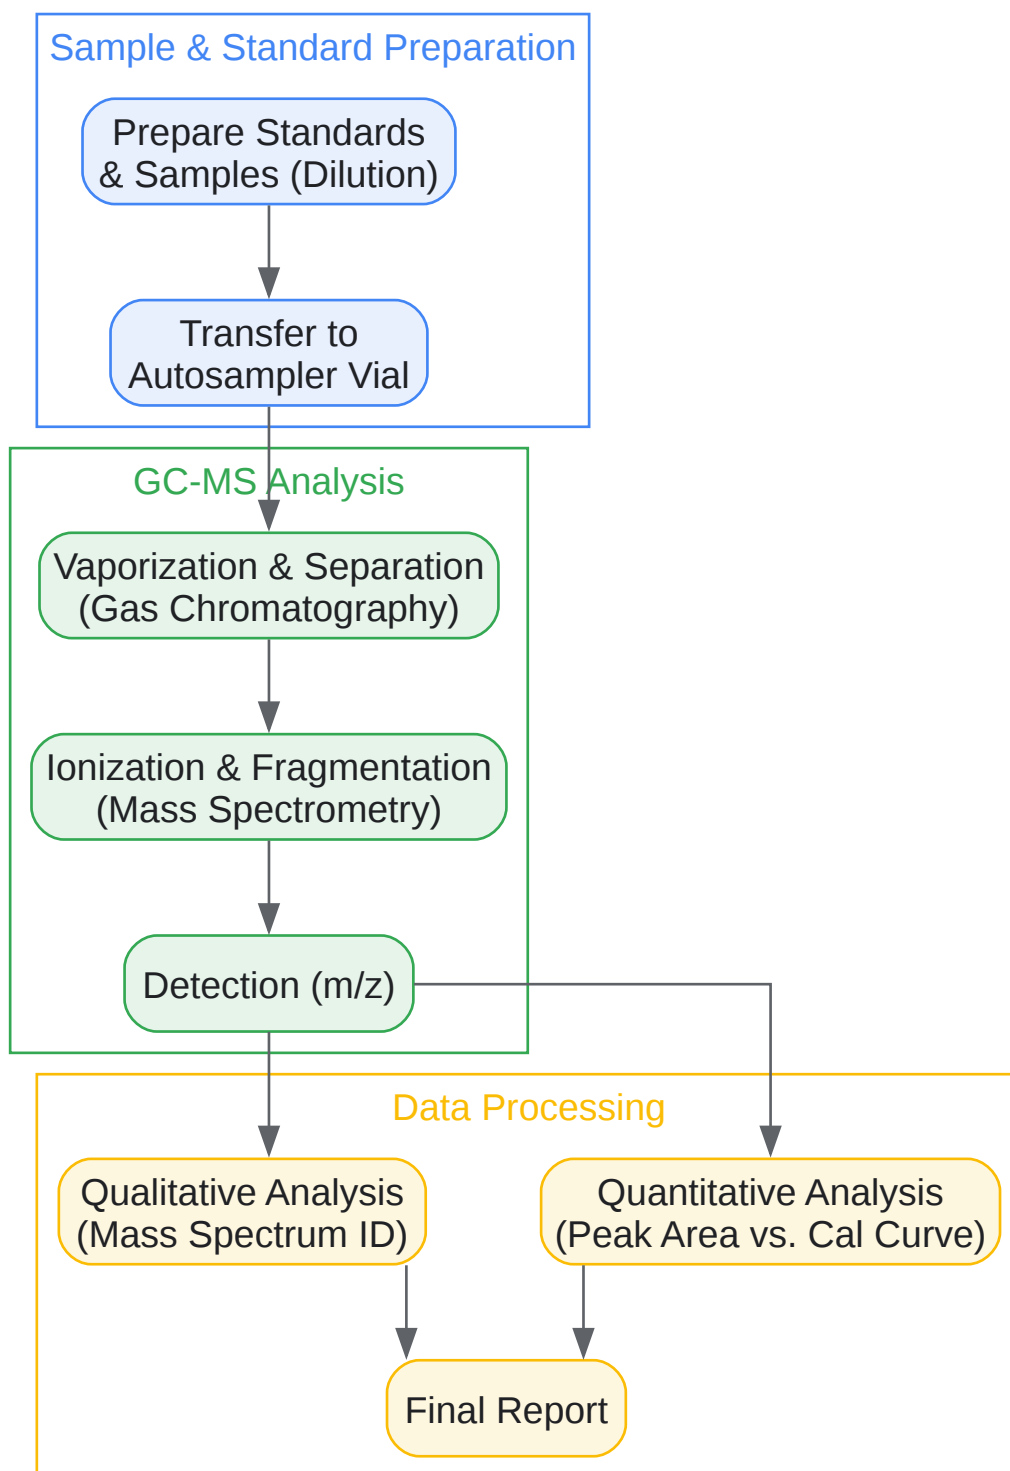 Sample & Standard Preparation
Prepare Standards
& Samples (Dilution)
Transfer to
Autosampler Vial
GC-MS Analysis
Vaporization & Separation
(Gas Chromatography)
Ionization & Fragmentation
(Mass Spectrometry)
Detection (m/z)
Data Processing
Qualitative Analysis
(Mass Spectrum ID)
Quantitative Analysis
(Peak Area vs. Cal Curve)
Final Report